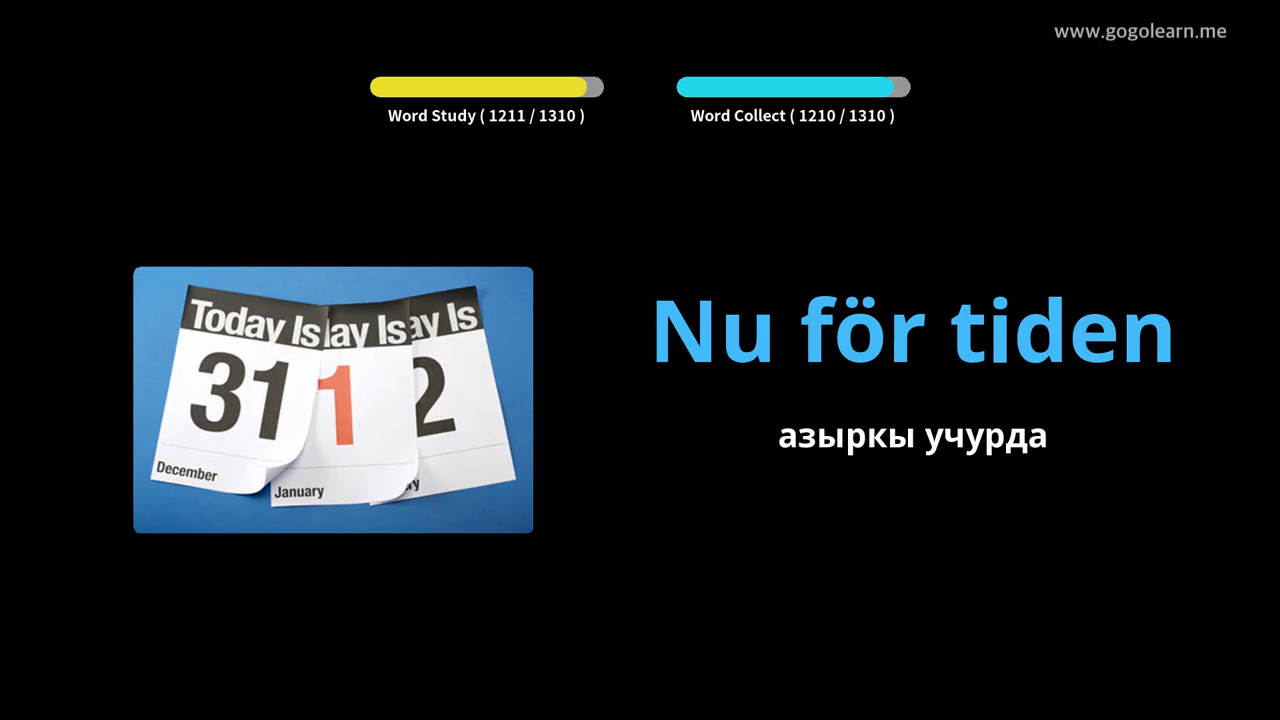 www.gogolearn.me
Word Study ( 1211 / 1310 )
Word Collect ( 1210 / 1310 )
Today Is
31
December
ay Is
1
January
ay Is
2
ry
Nu för tiden
азыркы учурда